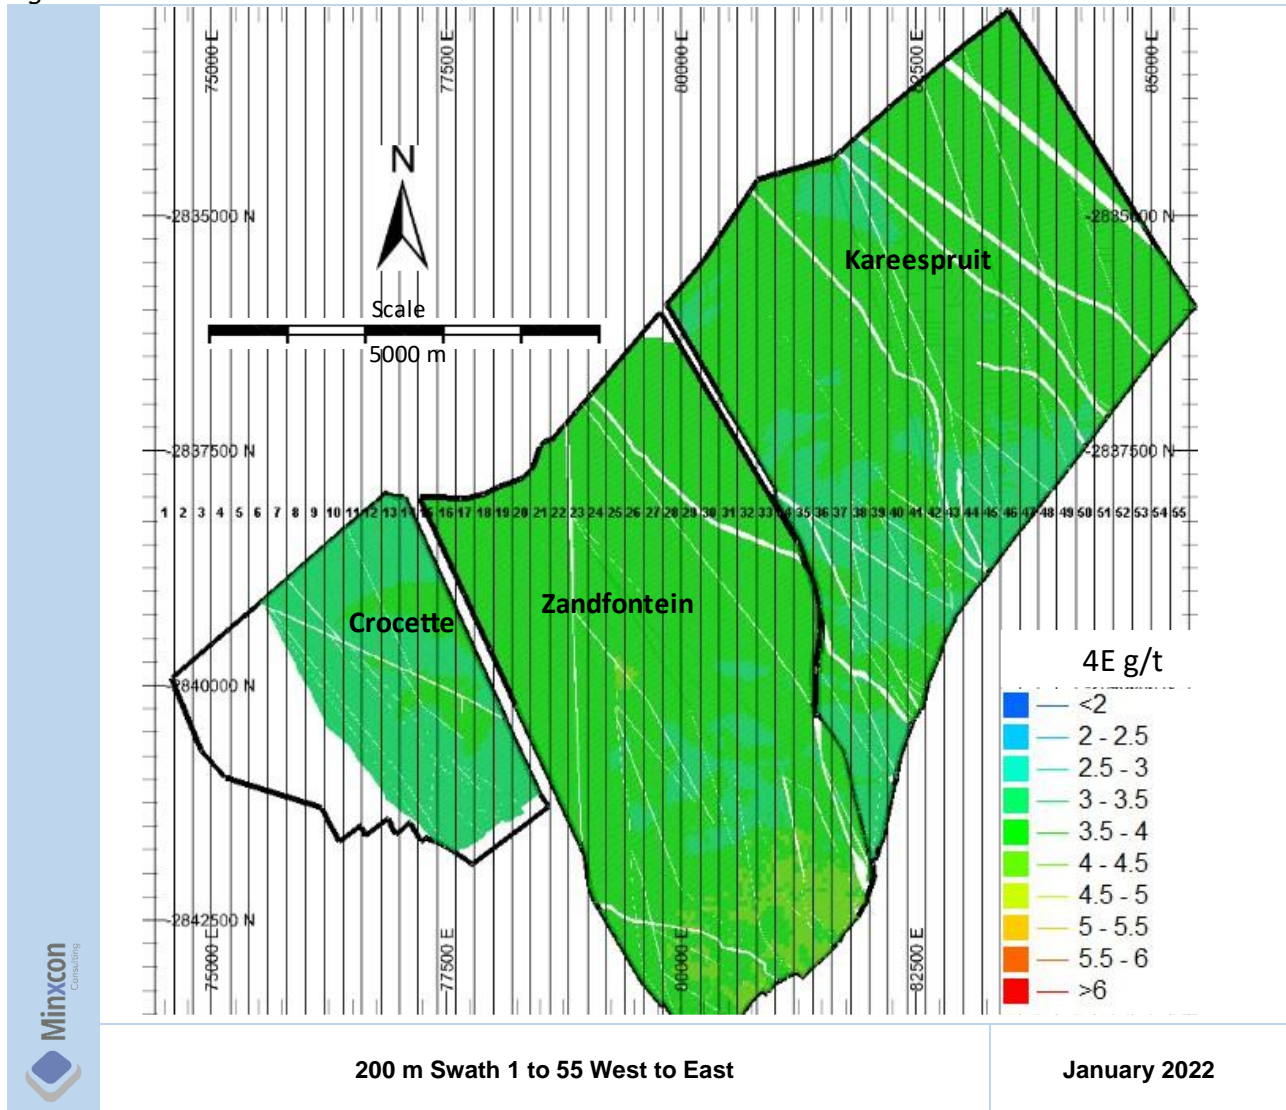 75000 E
77500 E
80000 E
82500 E
85000 E
N
-2835000 N
-2835000 N
Kareespruit
Scale
5000 m
-2837500 N
-2837500 N
1 2 3 4 5 6 7 8 9 10 11 12 13 14 15 16 17 18 19 20 21 22 23 24 25 26 27 28 29 30 31 32 33 34 35 36 37 38 39 40 41 42 43 44 45 46 47 48 49 50 51 52 53 54 55
Zandfontein
Crocette
4E g/t
-2840000 N
<2
2 - 2.5
2.5 - 3
3 - 3.5
3.5 - 4
4 - 4.5
4.5 - 5
5 - 5.5
5.5 - 6
>6
-2842500 N
75000 E
77500 E
80000 E
82500 E
Minxcon
Consulting
200 m Swath 1 to 55 West to East
January 2022